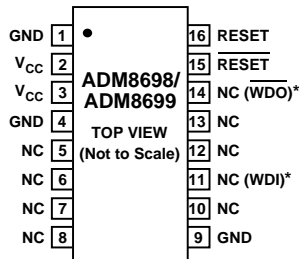 GND 1 16 RESET
VCC 2 15 RESET
VCC 3 14 NC (WDO)*
GND 4 13 NC
NC 5 12 NC
NC 6 11 NC (WDI)*
NC 7 10 NC
NC 8 9 GND
ADM8698/
ADM8699
TOP VIEW
(Not to Scale)